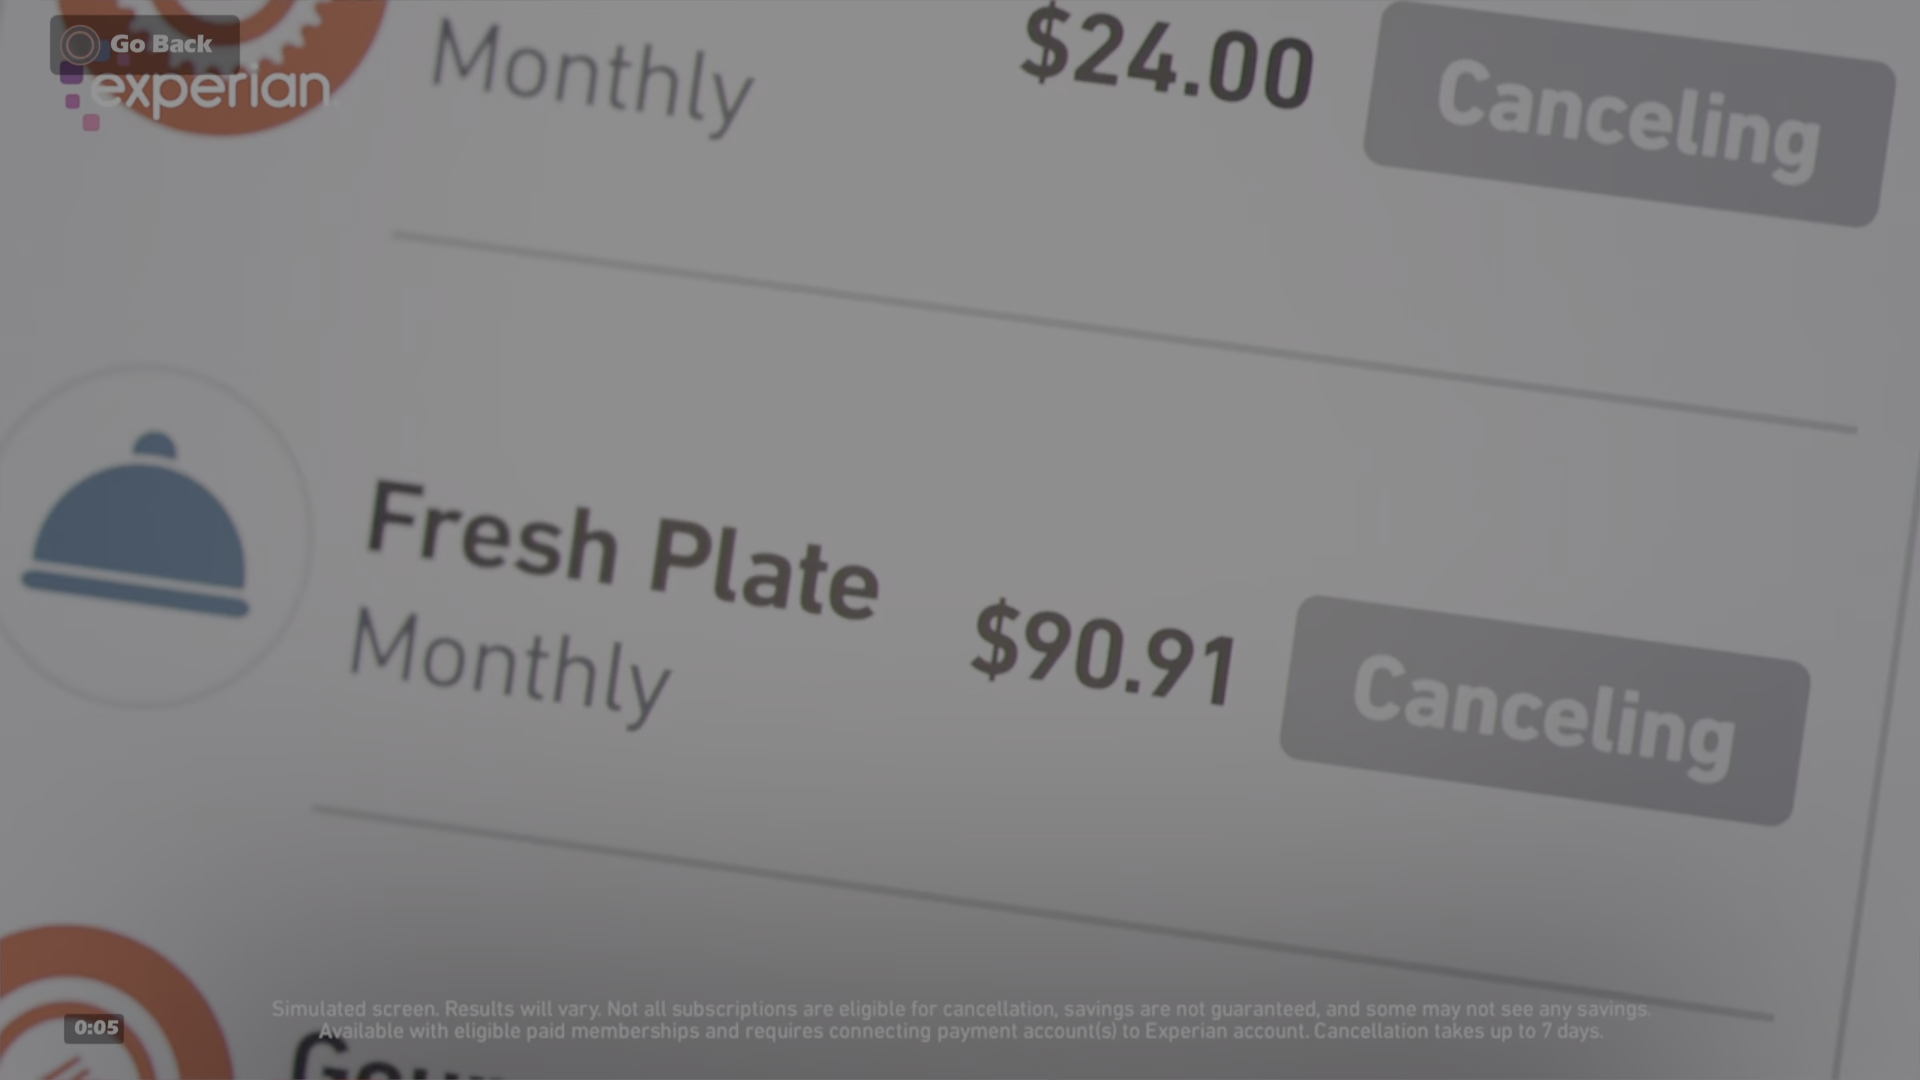 Go Back
experian
Monthly
$24.00
Canceling
Fresh Plate
Monthly
$90.91
Canceling
Simulated screen. Results will vary. Not all subscriptions are eligible for cancellation, savings are not guaranteed, and some may not see any savings.
Available with eligible paid memberships and requires connecting payment account(s) to Experian account. Cancellation takes up to 7 days.
0:05